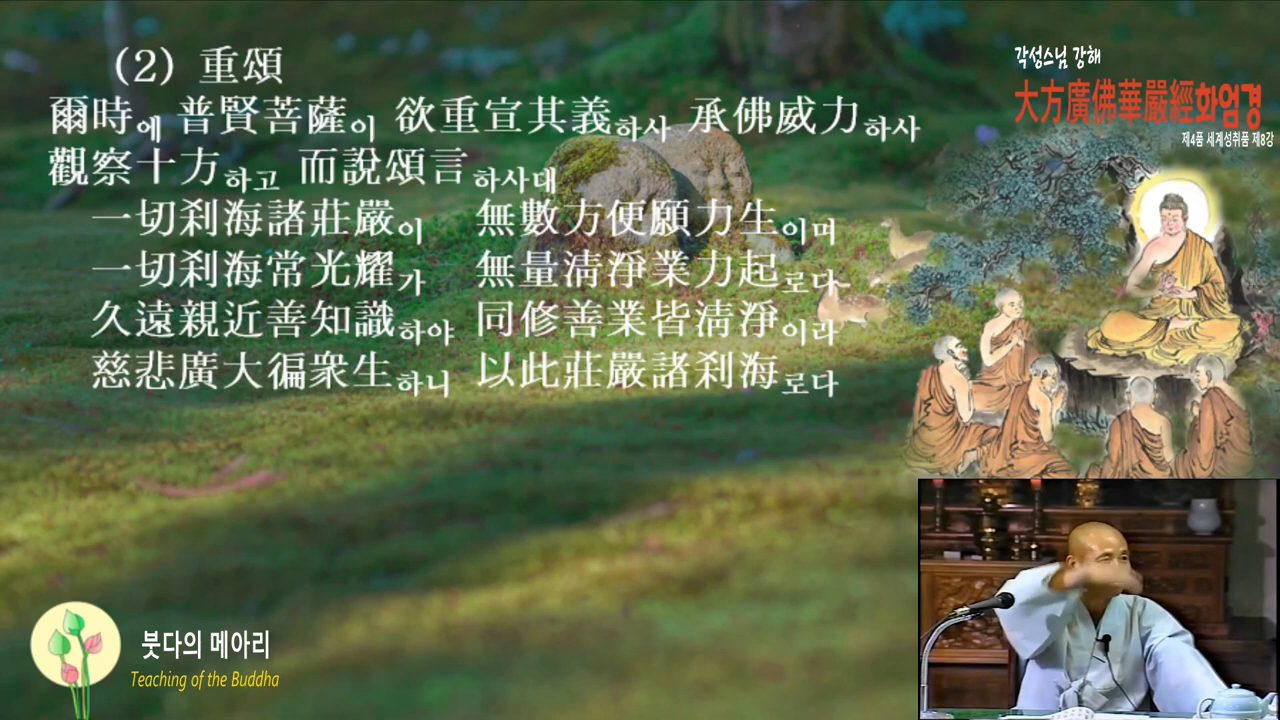 (2) 重頌
爾時에 普賢菩薩이 欲重宣其義하사 承佛威力하사
觀察十方하고 而說頌言하사대
一切刹海諸莊嚴이 無數方便願力生이며
一切刹海常光耀가 無量淸淨業力起로다
久遠親近善知識하야 同修善業皆淸淨이라
慈悲廣大徧衆生하니 以此莊嚴諸刹海로다
각성스님 강해
大方廣佛華嚴經화엄경
제4품 세계성취품 제8강
붓다의 메아리
Teaching of the Buddha